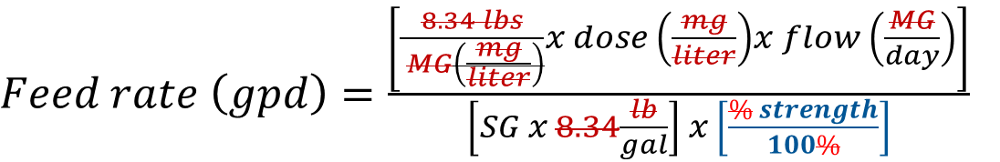 Feed rate (gpd) = [8.34 lbs / MG(mg/liter) x dose (mg/liter) x flow (MG/day)] / [SG x 8.34 lb/gal] x [% strength/100%]